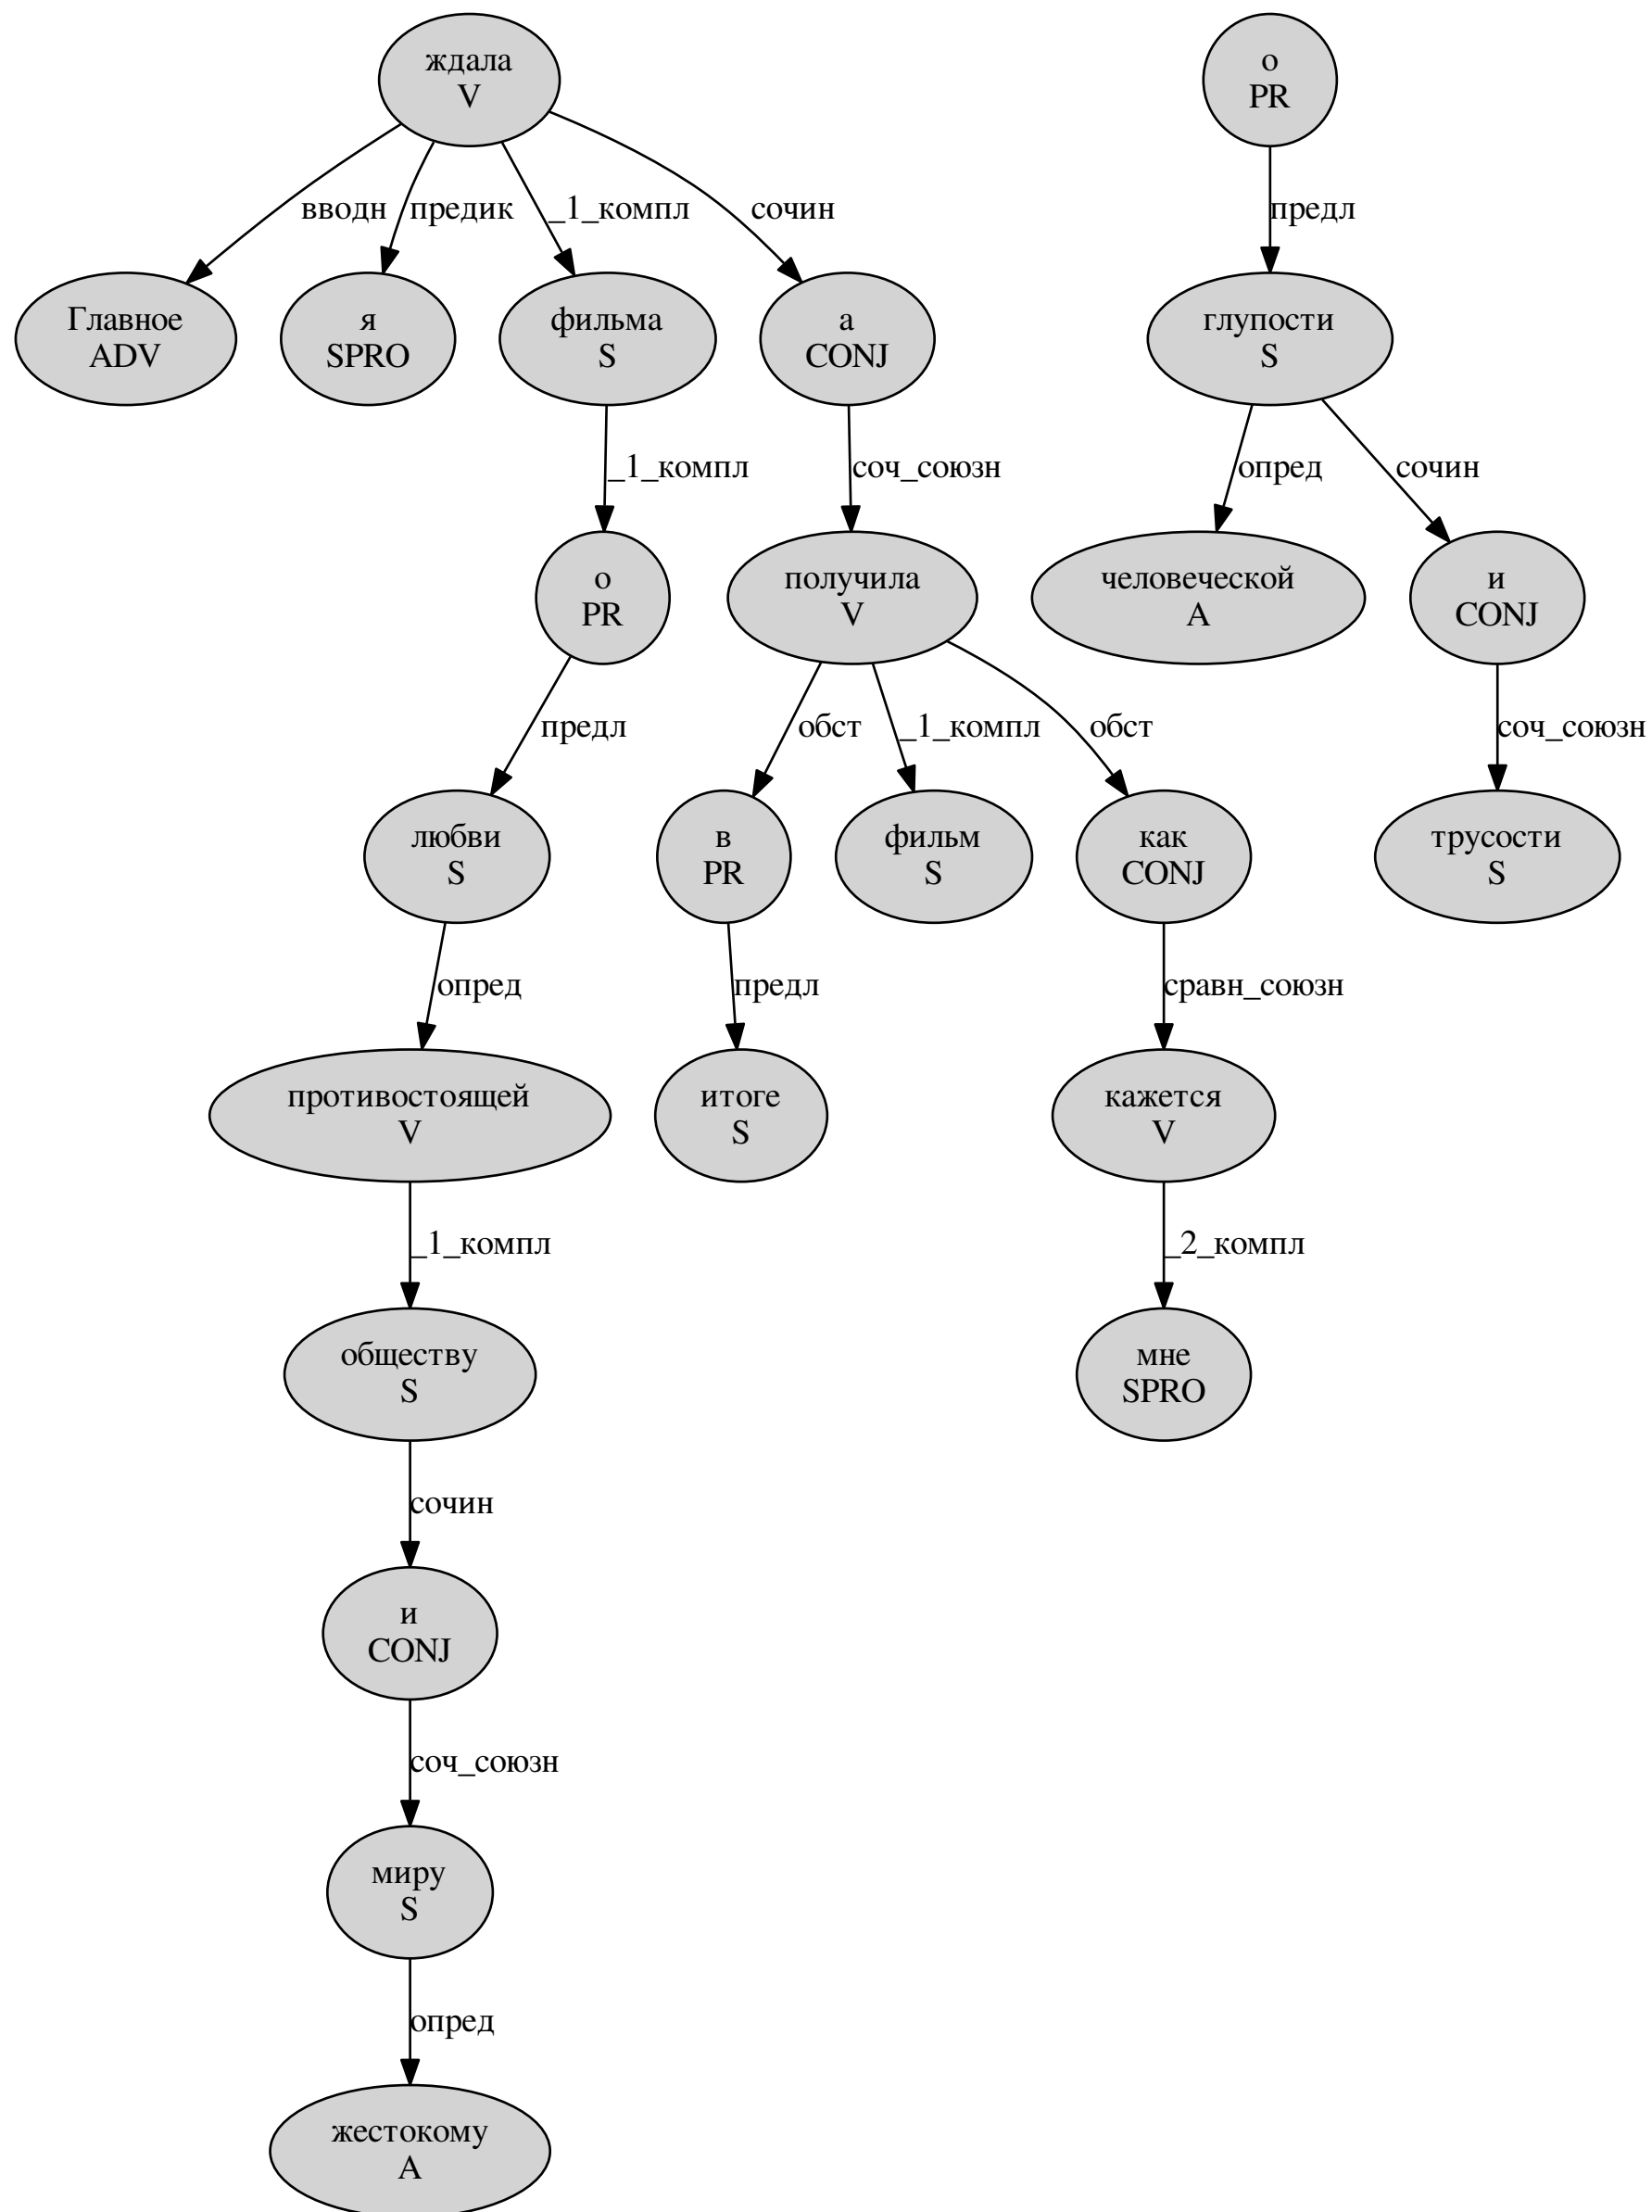 ждала
V
о
PR
вводн
предик
_1_компл
сочин
предл
Главное
ADV
я
SPRO
фильма
S
а
CONJ
глупости
S
_1_компл
соч_союзн
опред
сочин
о
PR
получила
V
человеческой
A
и
CONJ
предл
обст
_1_компл
обст
соч_союзн
любви
S
в
PR
фильм
S
как
CONJ
трусости
S
опред
предл
сравн_союзн
противостоящей
V
итоге
S
кажется
V
_1_компл
_2_компл
обществу
S
мне
SPRO
сочин
и
CONJ
соч_союзн
миру
S
опред
жестокому
A